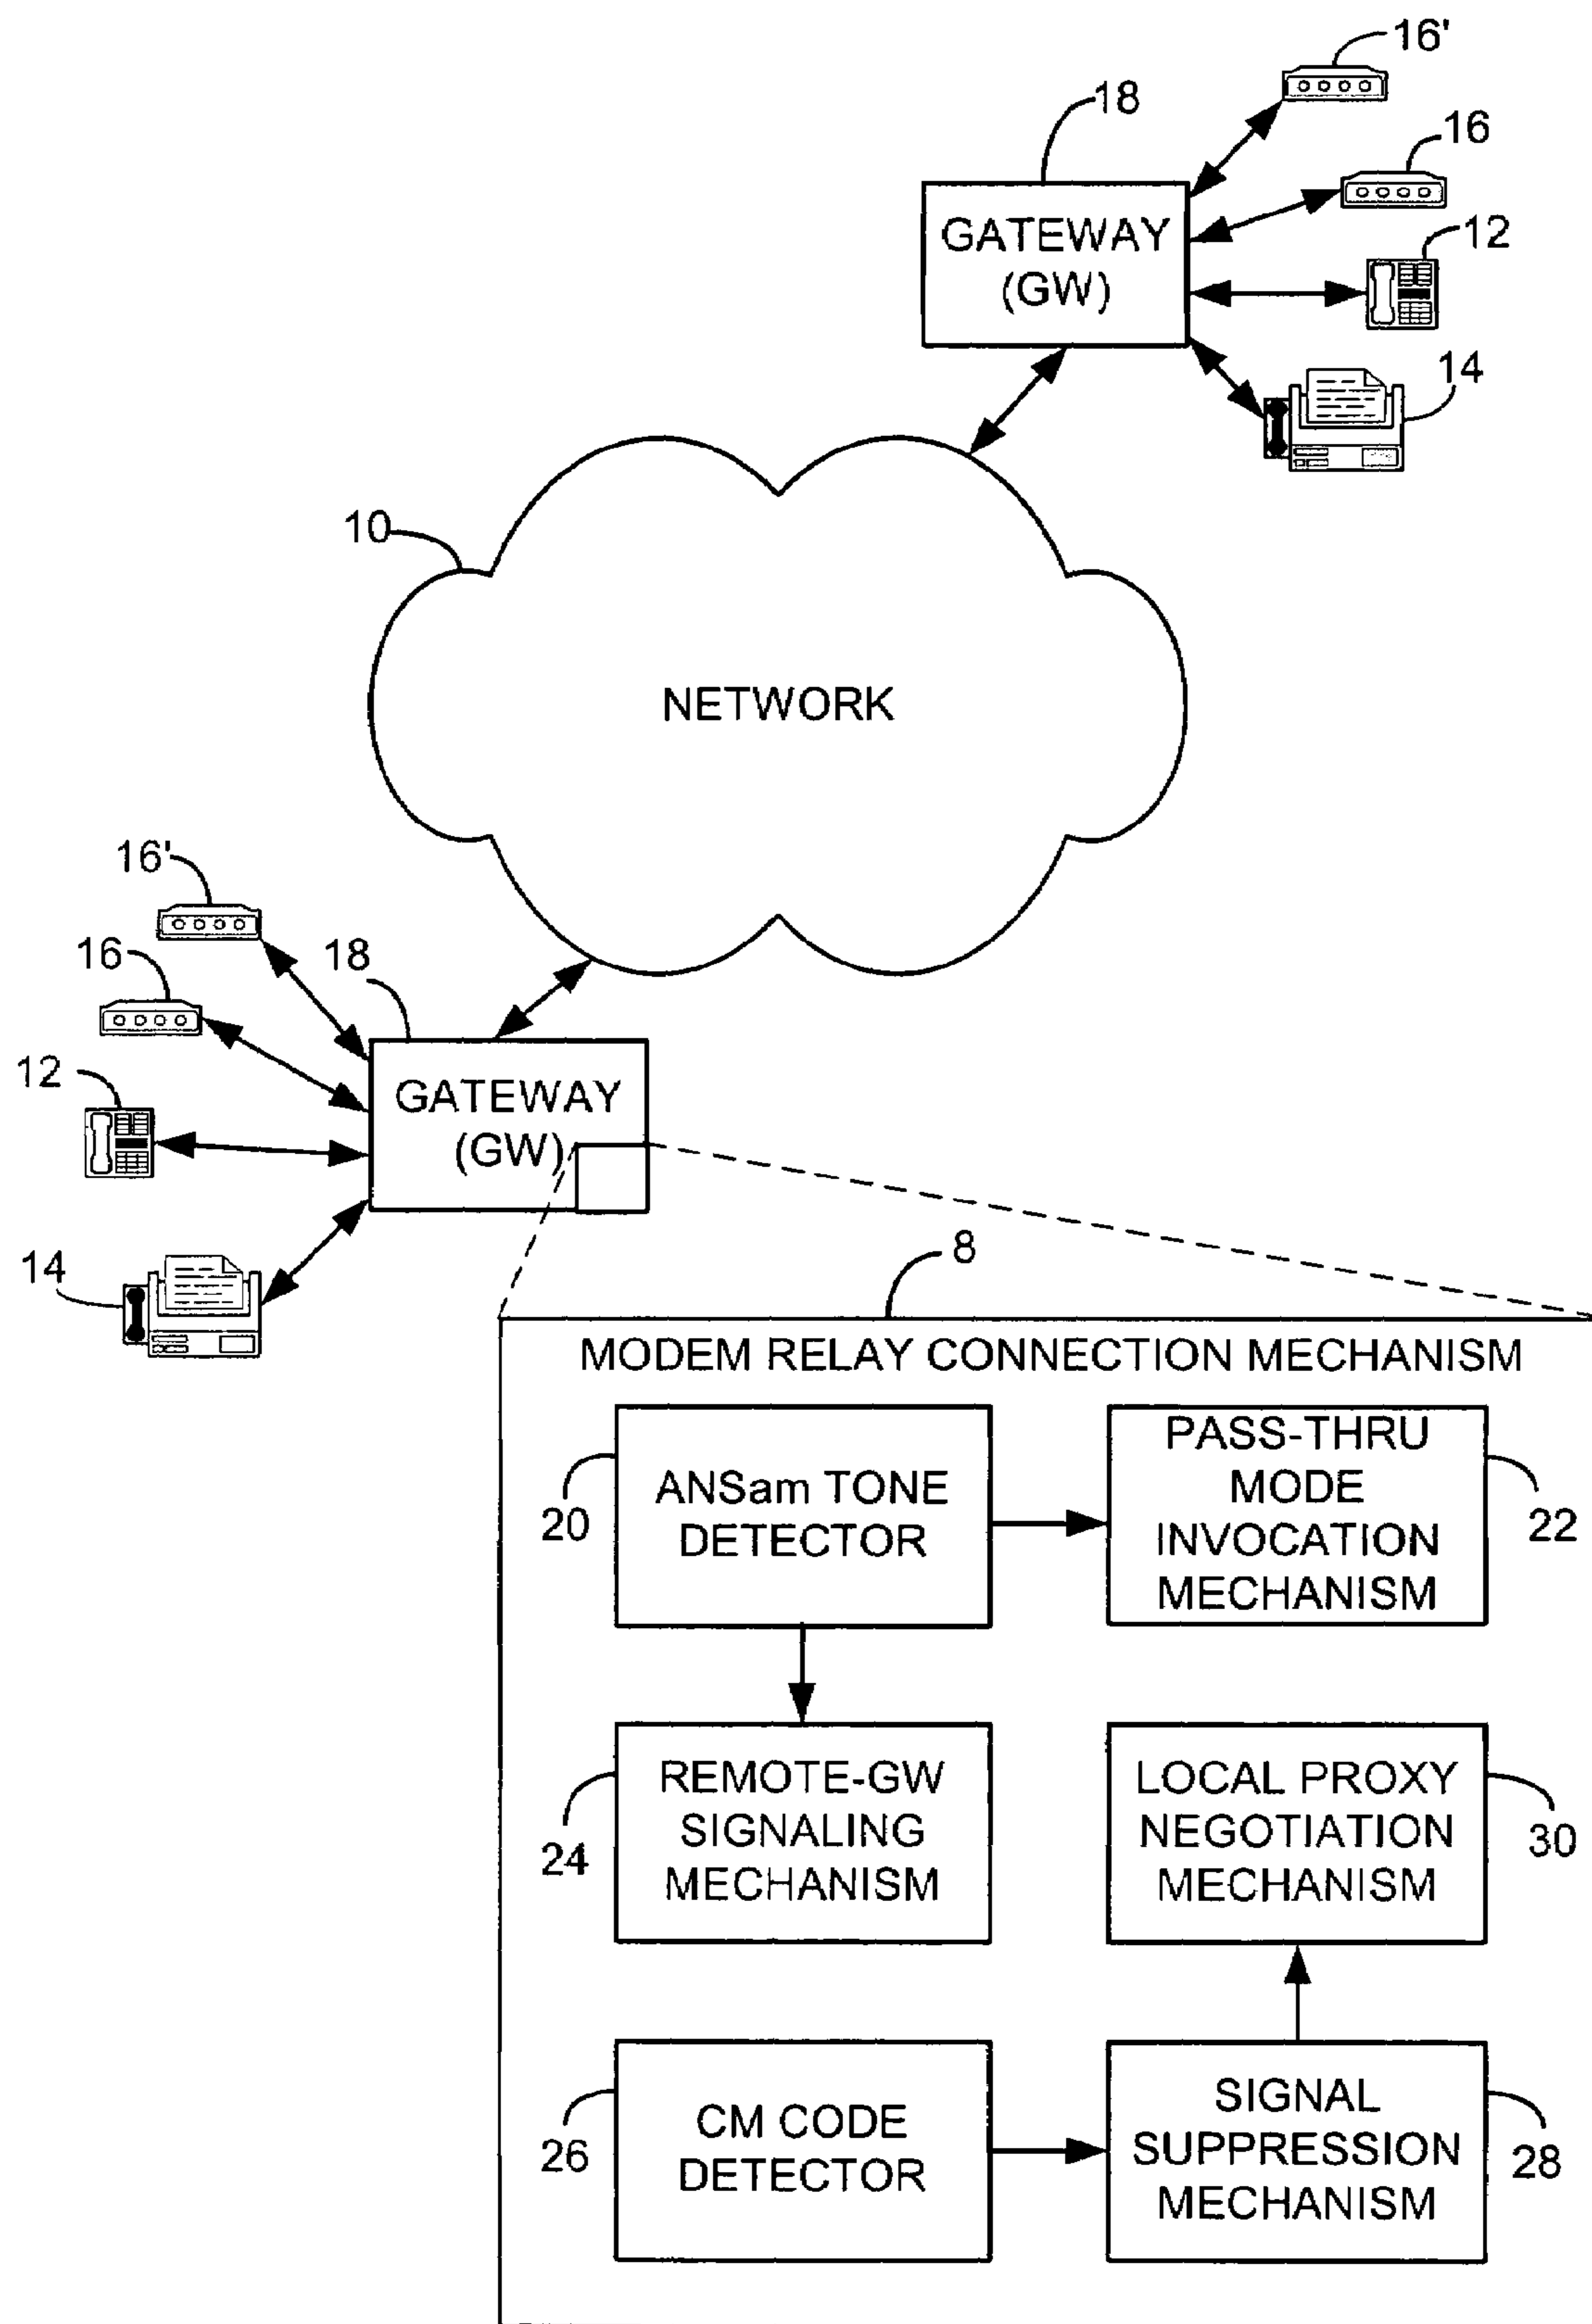 16'
18
16
GATEWAY
(GW)
12
14
10
NETWORK
16'
16
18
12
GATEWAY
(GW)
14
8
MODEM RELAY CONNECTION MECHANISM
ANSam TONE
DETECTOR
20
PASS-THRU
MODE
INVOCATION
MECHANISM
22
REMOTE-GW
SIGNALING
MECHANISM
24
LOCAL PROXY
NEGOTIATION
MECHANISM
30
CM CODE
DETECTOR
26
SIGNAL
SUPPRESSION
MECHANISM
28